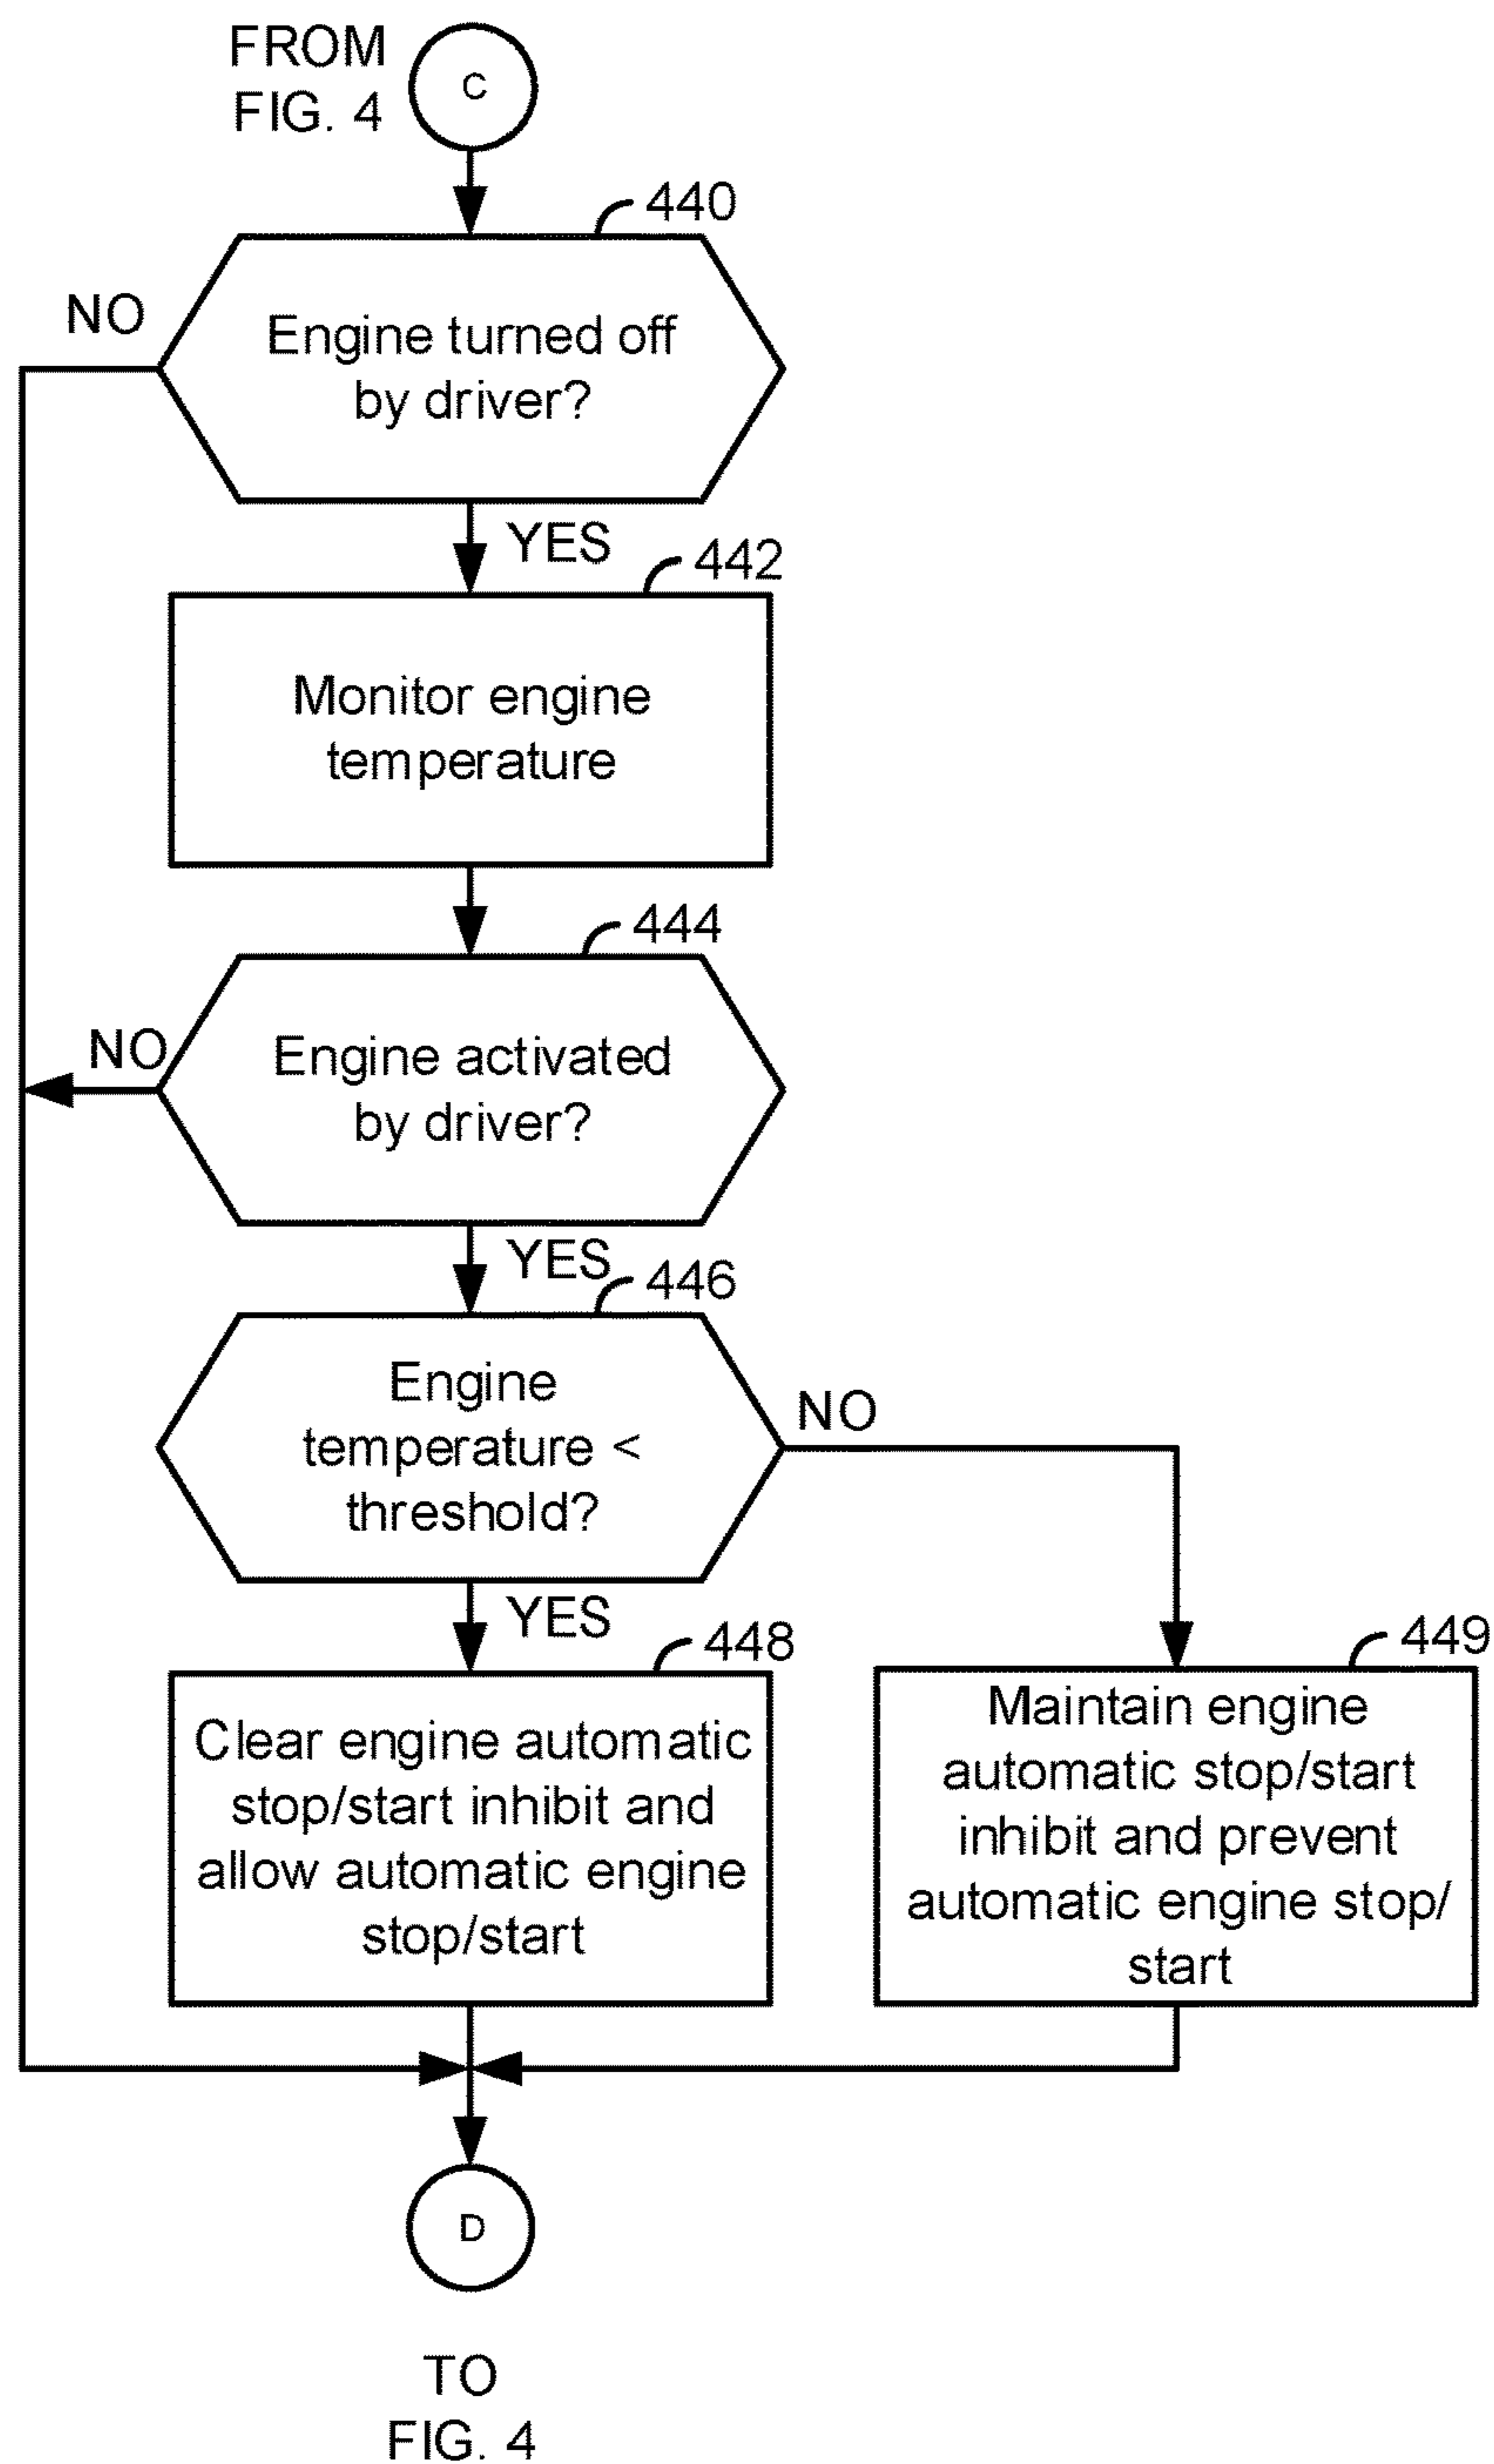 FROM
FIG. 4
C
440
NO
Engine turned off
by driver?
YES
442
Monitor engine
temperature
444
NO
Engine activated
by driver?
YES
446
Engine
temperature <
threshold?
NO
YES
448
Clear engine automatic
stop/start inhibit and
allow automatic engine
stop/start
449
Maintain engine
automatic stop/start
inhibit and prevent
automatic engine stop/
start
D
TO
FIG. 4